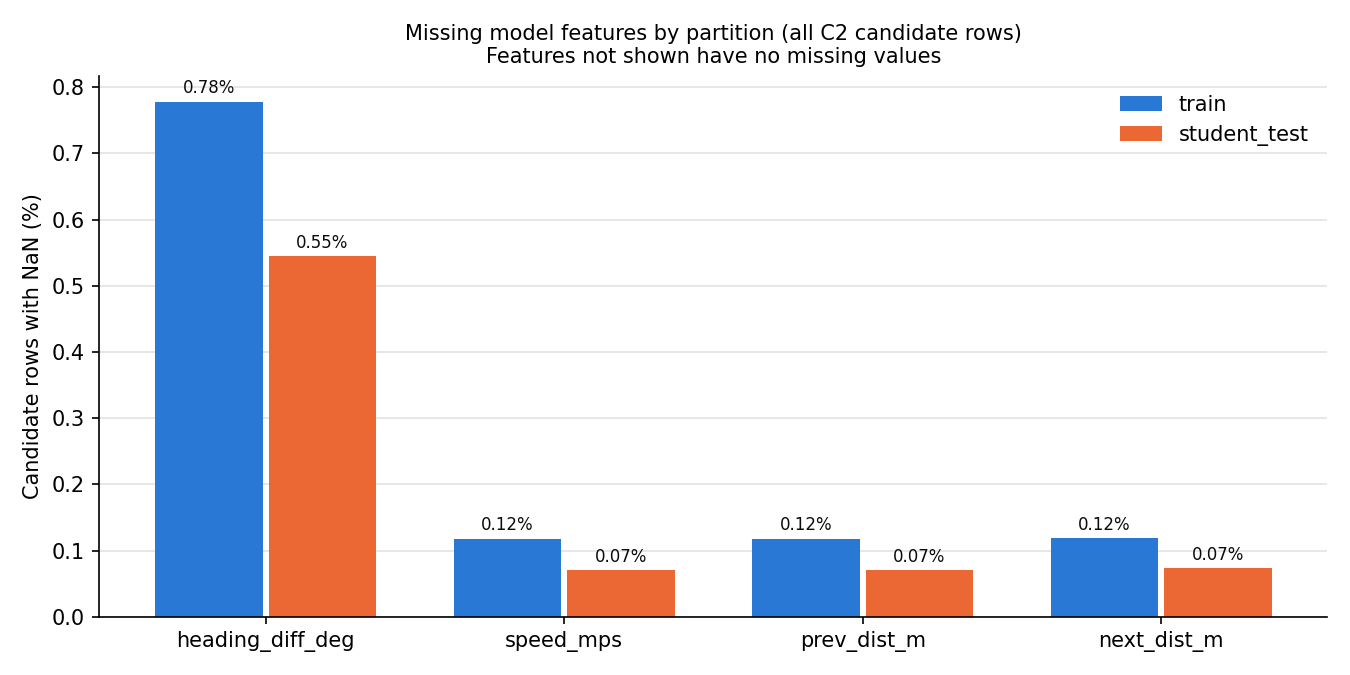 Missing model features by partition (all C2 candidate rows)
Features not shown have no missing values
Candidate rows with NaN (%)
0.8
0.7
0.6
0.5
0.4
0.3
0.2
0.1
0.0
0.78%
0.55%
0.12%
0.07%
0.12%
0.07%
0.12%
0.07%
train
student_test
heading_diff_deg
speed_mps
prev_dist_m
next_dist_m